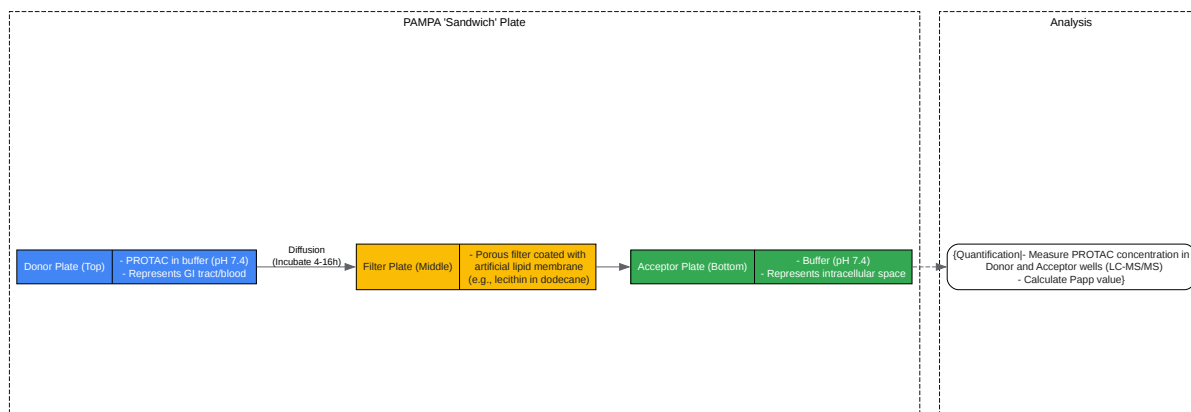 PAMPA 'Sandwich' Plate
Analysis
Donor Plate (Top)
- PROTAC in buffer (pH 7.4)
- Represents GI tract/blood
Diffusion
(Incubate 4-16h)
Filter Plate (Middle)
- Porous filter coated with
artificial lipid membrane
(e.g., lecithin in dodecane)
Acceptor Plate (Bottom)
- Buffer (pH 7.4)
- Represents intracellular space
{Quantification|- Measure PROTAC concentration in
Donor and Acceptor wells (LC-MS/MS)
- Calculate Papp value}